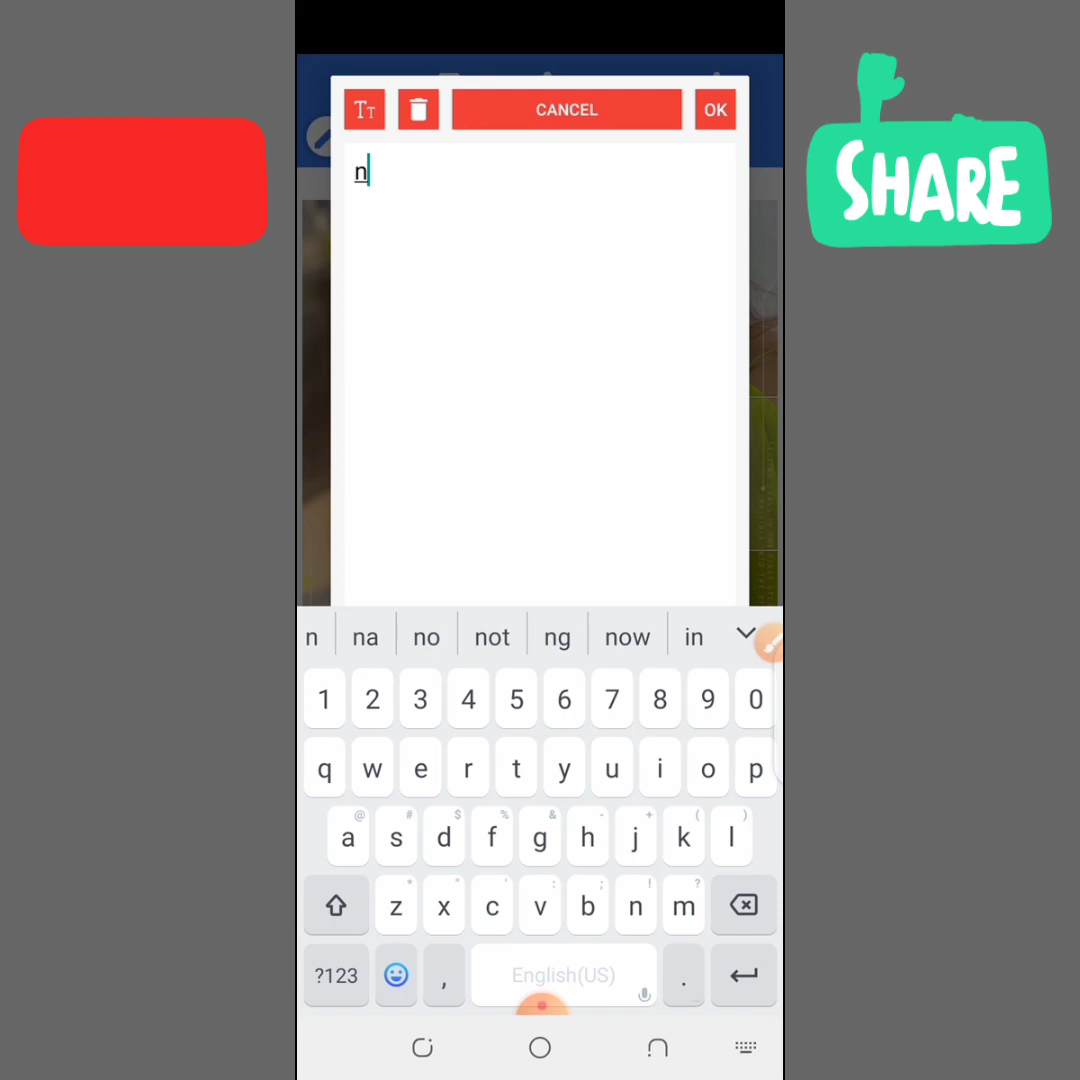 SHARE
Tт CANCEL OK
n
n na no not ng now in
1 2 3 4 5 6 7 8 9 0
q w e r t y u i o p
@ # $ % & - + ( )
a s d f g h j k l
* " ' : ; ! ?
z x c v b n m
?123 , English(US) .